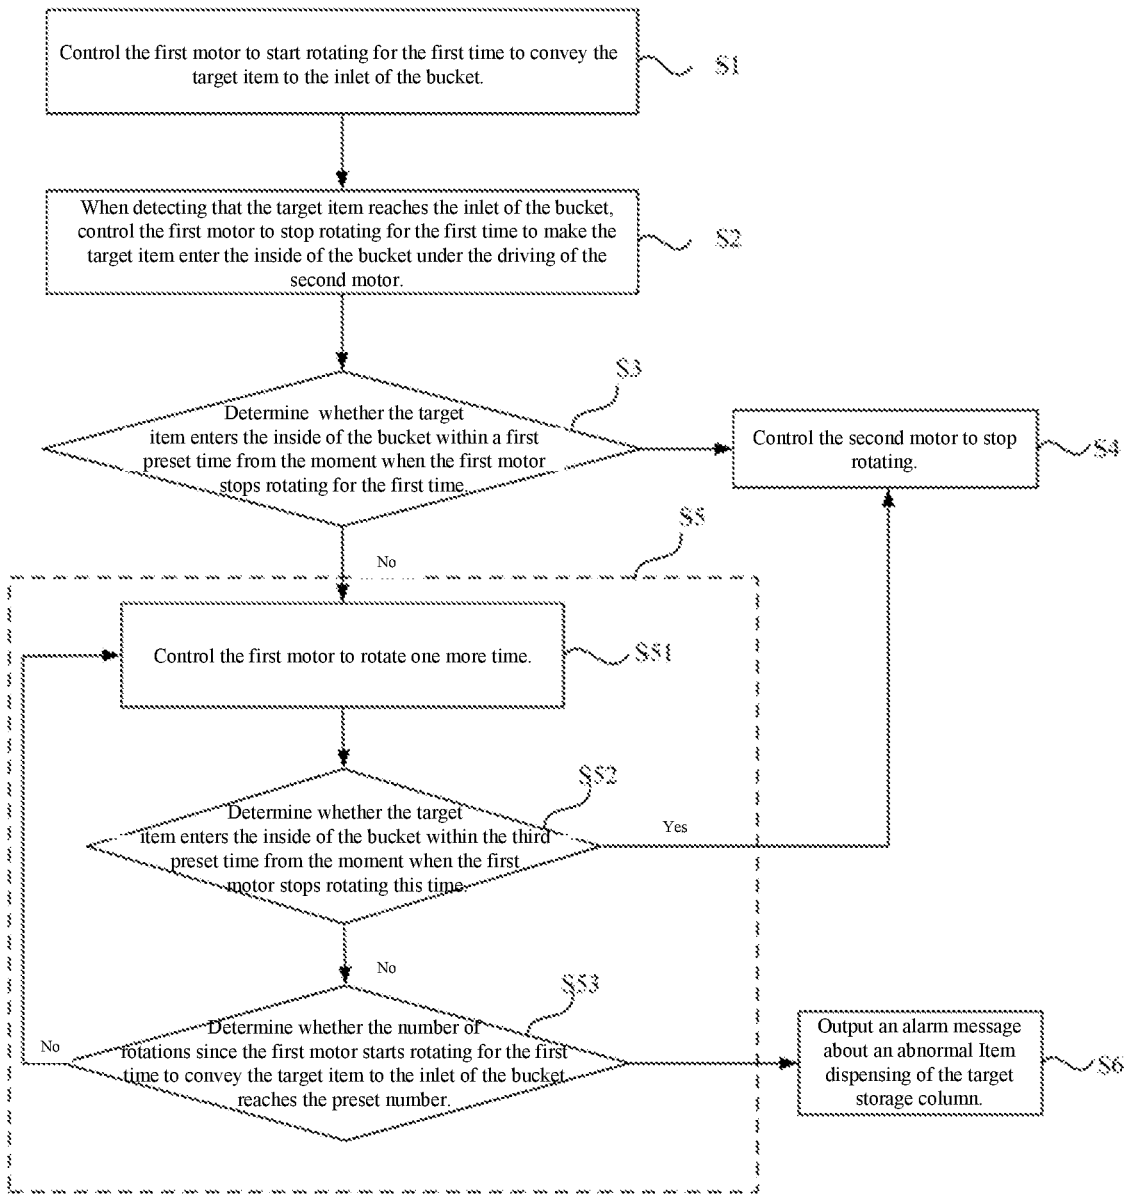 Control the first motor to start rotating for the first time to convey the
target item to the inlet of the bucket.
S1
When detecting that the target item reaches the inlet of the bucket,
control the first motor to stop rotating for the first time to make the
target item enter the inside of the bucket under the driving of the
second motor.
S2
S3
Determine whether the target
item enters the inside of the bucket within a first
preset time from the moment when the first motor
stops rotating for the first time.
Control the second motor to stop
rotating.
S4
S5
No
Control the first motor to rotate one more time.
S51
S52
Determine whether the target
item enters the inside of the bucket within the third
preset time from the moment when the first
motor stops rotating this time.
Yes
No
S53
Determine whether the number of
rotations since the first motor starts rotating for the first
time to convey the target item to the inlet of the bucket
reaches the preset number.
No
Output an alarm message
about an abnormal Item
dispensing of the target
storage column.
S6